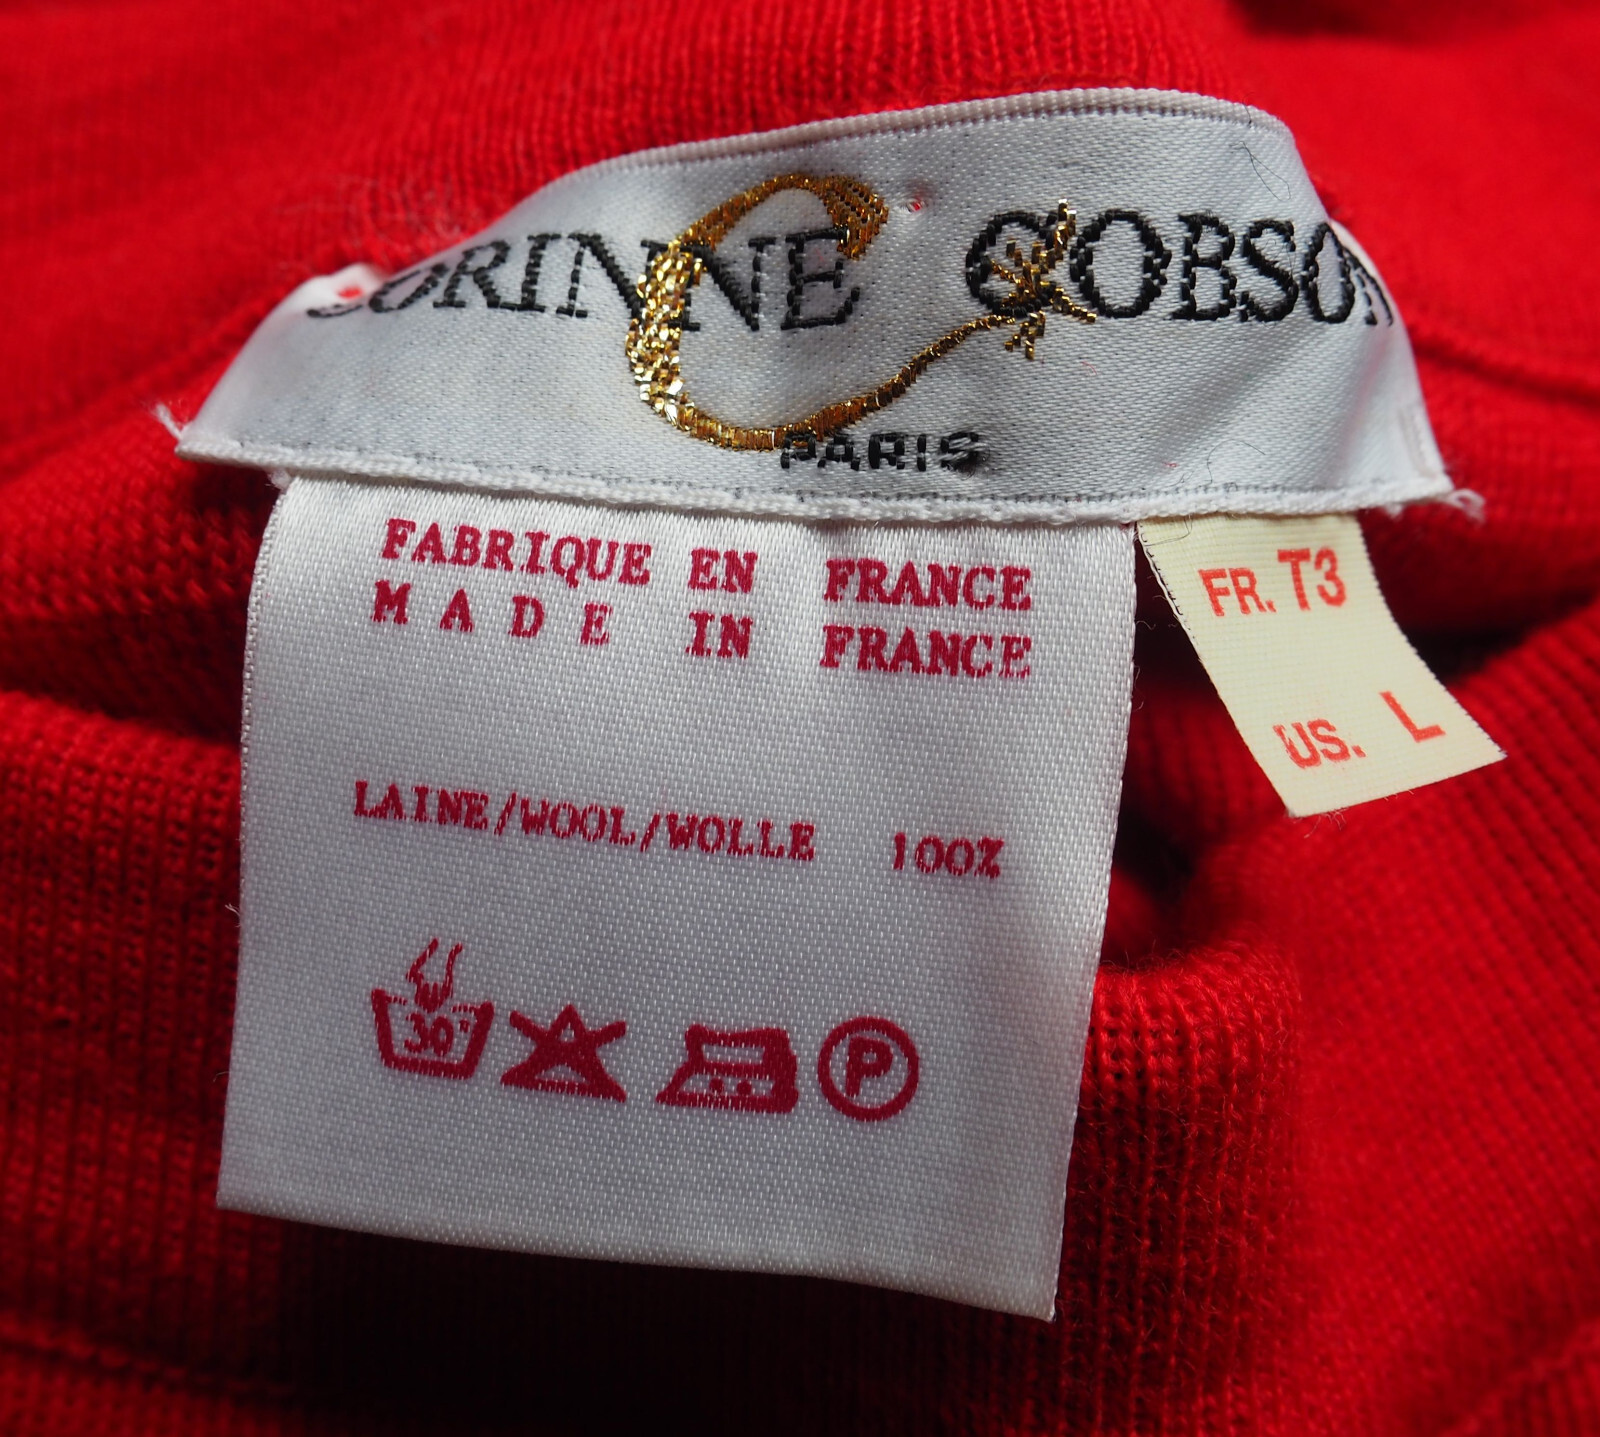 CORINNE COBSON
PARIS
FABRIQUE EN FRANCE
MADE IN FRANCE
LAINE/WOOL/WOLLE 100%
30°
P
FR. T3
US. L